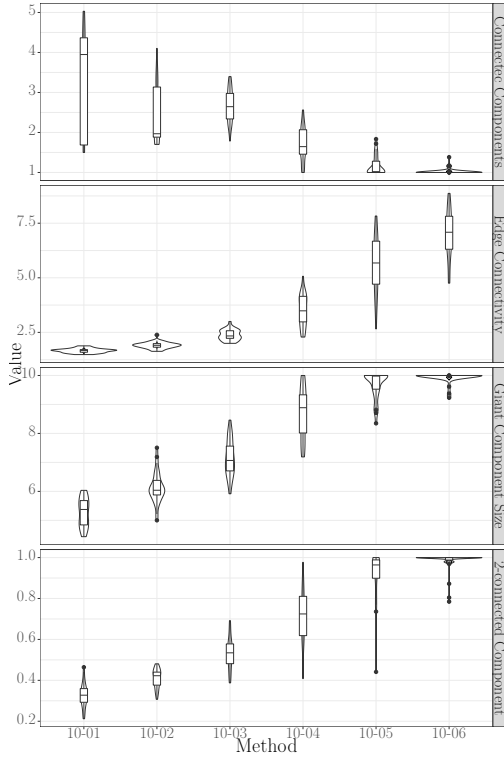 5
4
3
2
1
Connectec Components
7.5
5.0
2.5
Edge Connectivity
10
8
6
Giant Component Size
1.0
0.8
0.6
0.4
0.2
2-connected Component
Value
10-01 10-02 10-03 10-04 10-05 10-06
Method